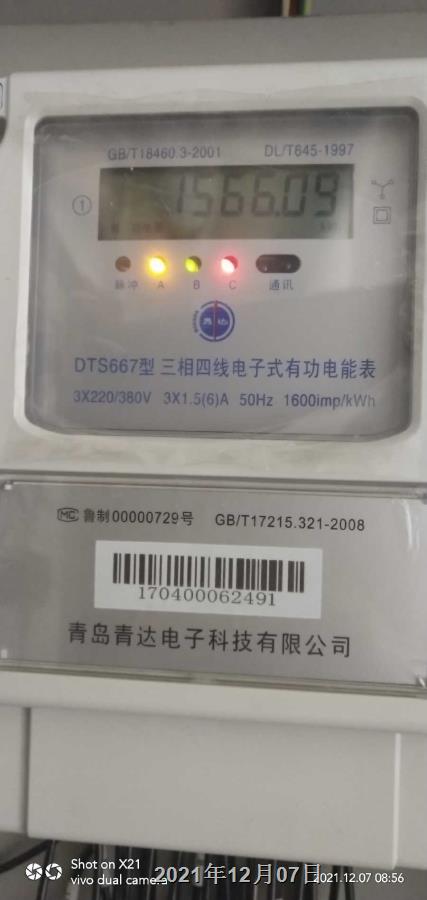 GB/T18460.3-2001 DL/T645-1997
①
1566.09
脉冲 A B C 通讯
青达
DTS667型 三相四线电子式有功电能表
3X220/380V 3X1.5(6)A 50Hz 1600imp/kWh
MC 鲁制00000729号 GB/T17215.321-2008
170400062491
青岛青达电子科技有限公司
Shot on X21
vivo dual camera
2021年12月07日
2021.12.07 08:56